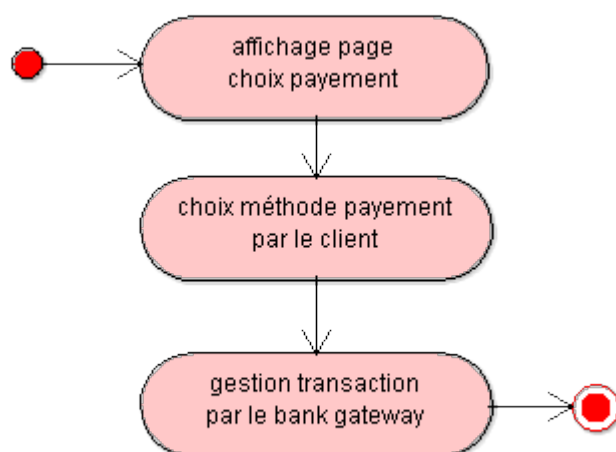 affichage page
choix payement
choix méthode payement
par le client
gestion transaction
par le bank gateway